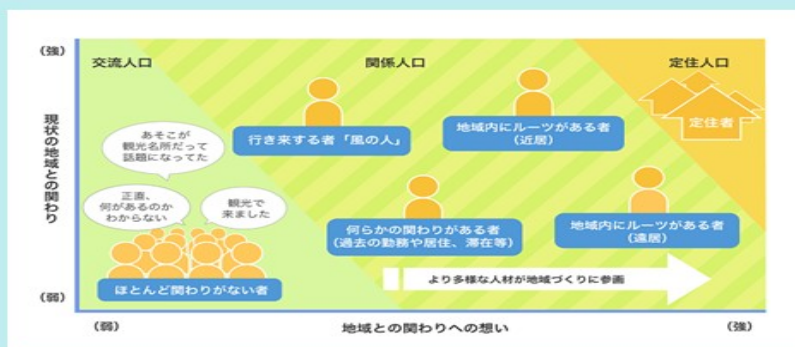 （強）
交流人口
関係人口
定住人口
定住者
行き来する者「風の人」
地域内にルーツがある者
（近居）
あそこが
観光名所だって
話題になってた
現状の地域との関わり
正直、
何があるのか
わからない
観光で
来ました
何らかの関わりがある者
（過去の勤務や居住、滞在等）
地域内にルーツがある者
（遠居）
ほとんど関わりがない者
より多様な人材が地域づくりに参画
（弱）
（弱）
地域との関わりへの想い
（強）